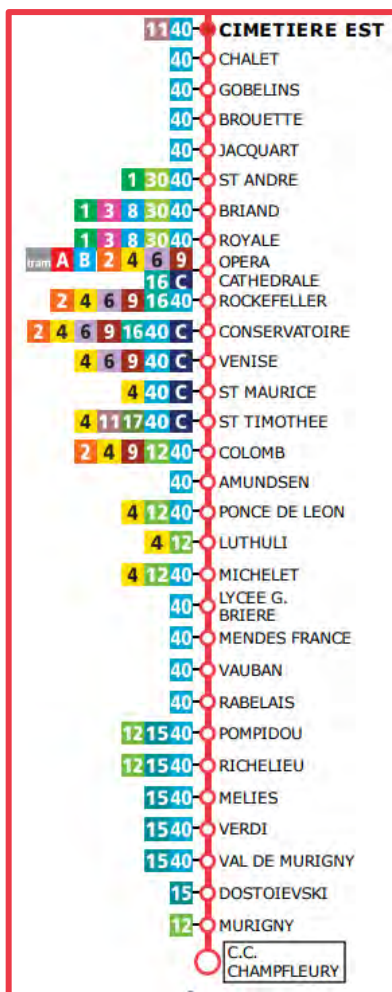 11 40 CIMETIERE EST
40 CHALET
40 GOBELINS
40 BROUETTE
40 JACQUART
1 30 40 ST ANDRE
1 3 8 30 40 BRIAND
1 3 8 30 40 ROYALE
tram A B 2 4 6 9 OPERA
16 C CATHEDRALE
2 4 6 9 16 40 ROCKEFELLER
2 4 6 9 16 40 C CONSERVATOIRE
4 6 9 40 C VENISE
4 40 C ST MAURICE
4 11 17 40 C ST TIMOTHEE
2 4 9 12 40 COLOMB
40 AMUNDSEN
4 12 40 PONCE DE LEON
4 12 LUTHULI
4 12 40 MICHELET
40 LYCEE G.
BRIERE
40 MENDES FRANCE
40 VAUBAN
40 RABELAIS
12 15 40 POMPIDOU
12 15 40 RICHELIEU
15 40 MELIES
15 40 VERDI
15 40 VAL DE MURIGNY
15 DOSTOIEVSKI
12 MURIGNY
C.C.
CHAMPFLEURY